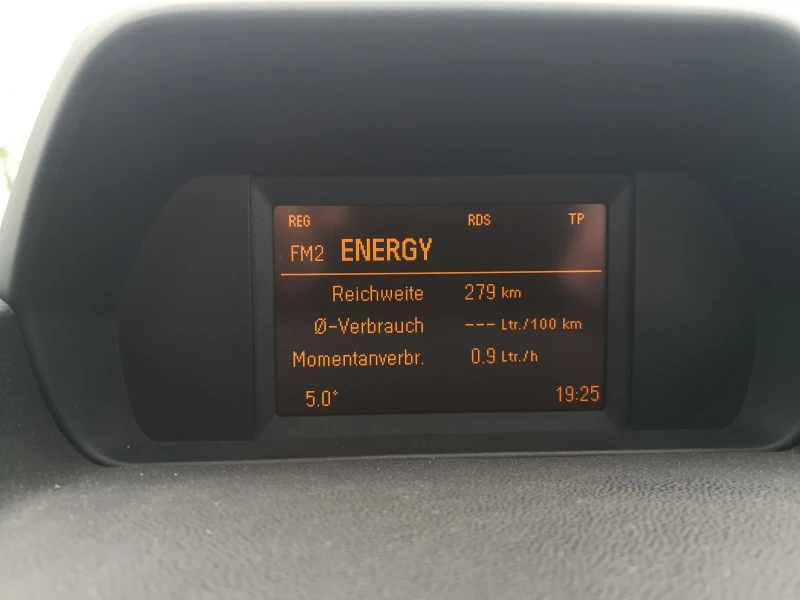 REG RDS TP
FM2 ENERGY
Reichweite 279 km
Ø-Verbrauch --- Ltr./100 km
Momentanverbr. 0.9 Ltr./h
5.0° 19:25